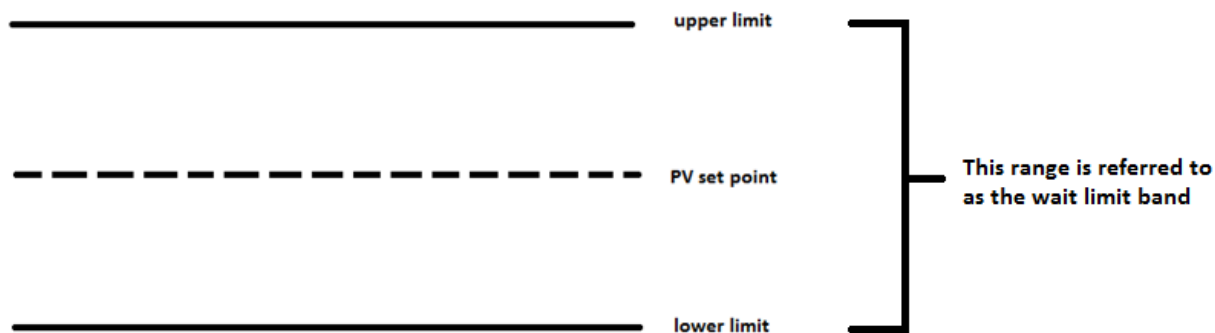 upper limit
PV set point
This range is referred to
as the wait limit band
lower limit